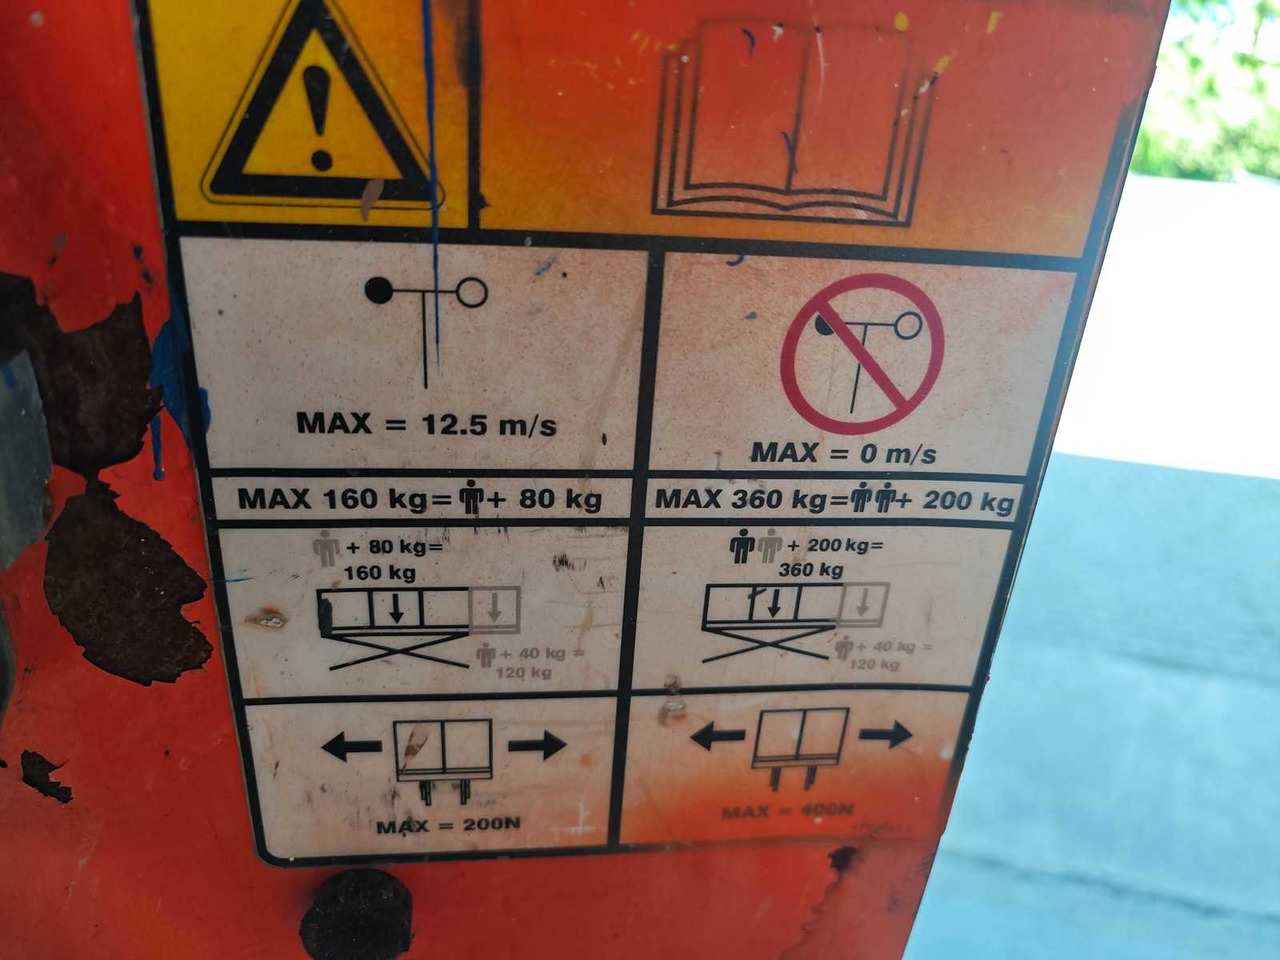 MAX = 12.5 m/s
MAX = 0 m/s
MAX 160 kg= + 80 kg
MAX 360 kg= + 200 kg
+ 80 kg=
160 kg
+ 40 kg =
120 kg
+ 200 kg=
360 kg
+ 40 kg =
120 kg
MAX = 200N
MAX = 400N